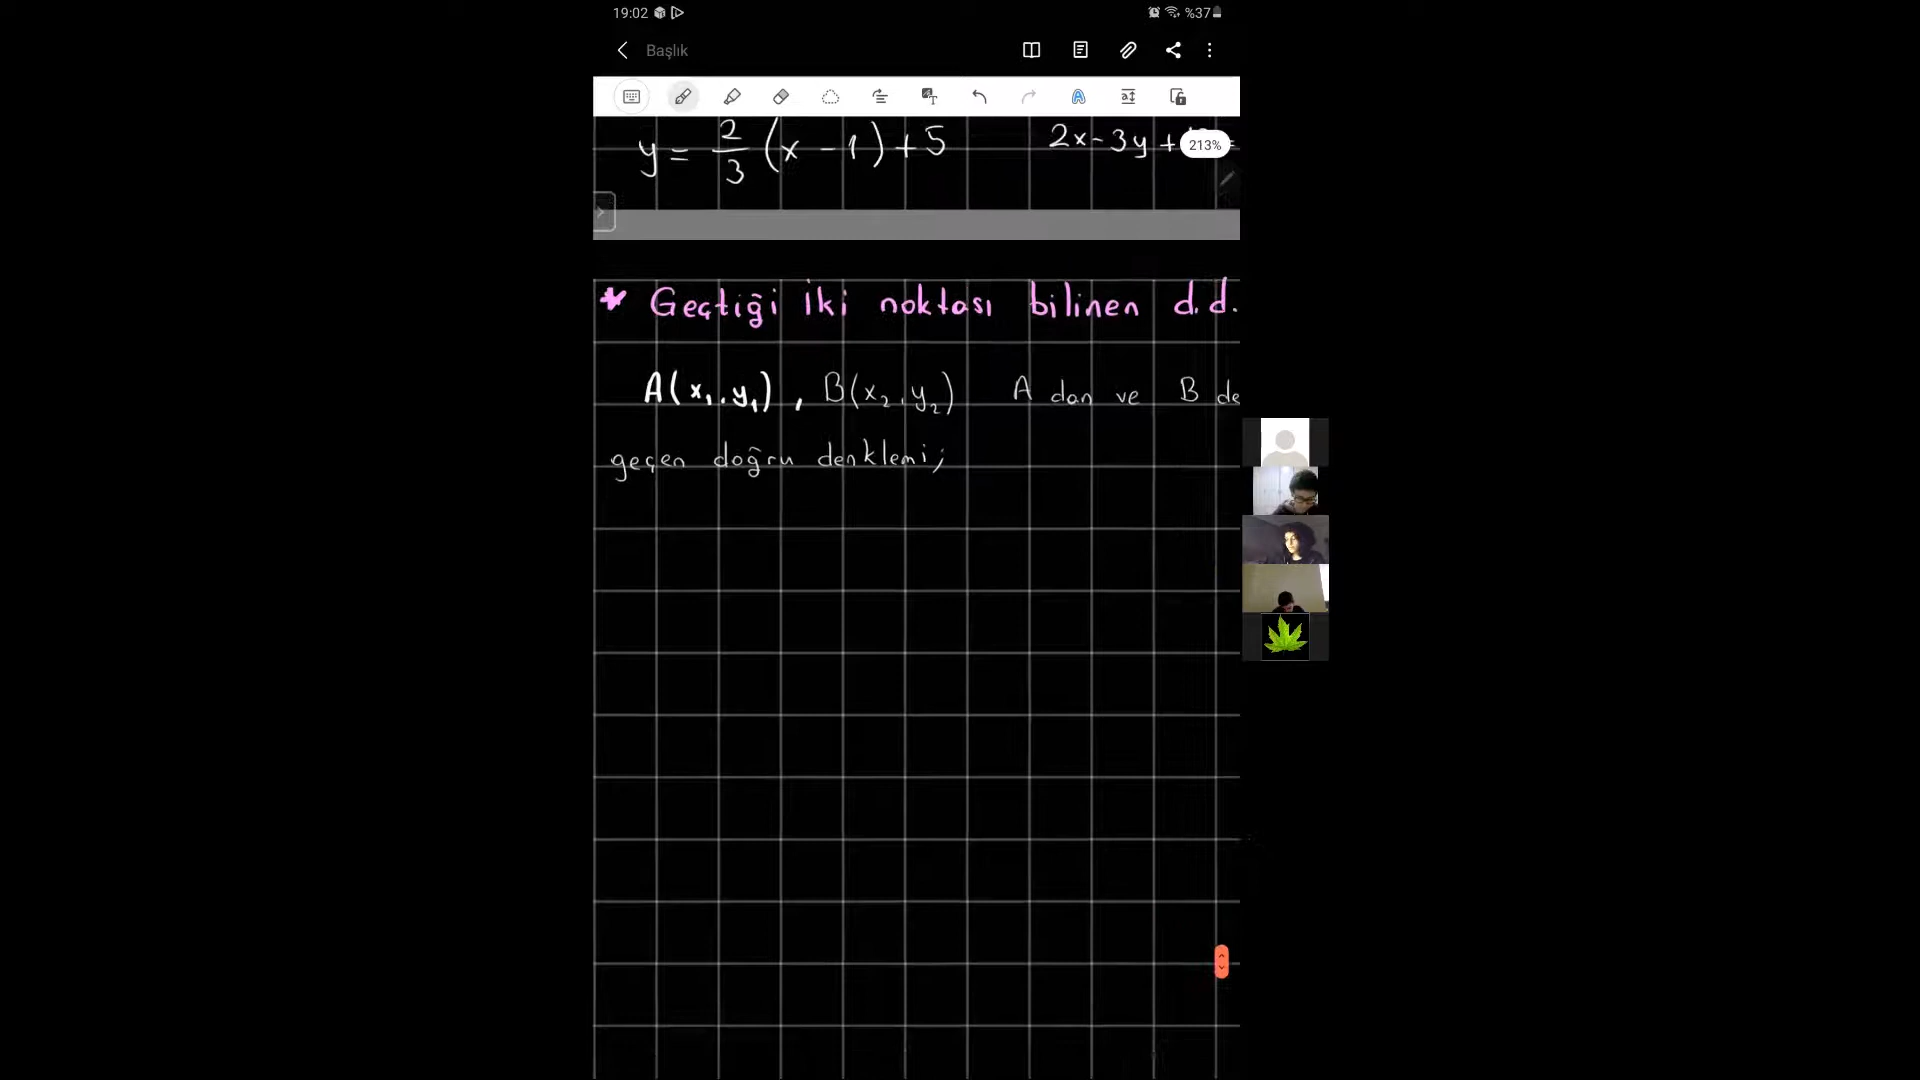 19:02 %37
Başlık
y = 2/3 (x - 1) + 5 2x - 3y +
213%
* Geçtiği iki noktası bilinen d.d.
A(x₁, y₁), B(x₂, y₂) A dan ve B de
geçen doğru denklemi;